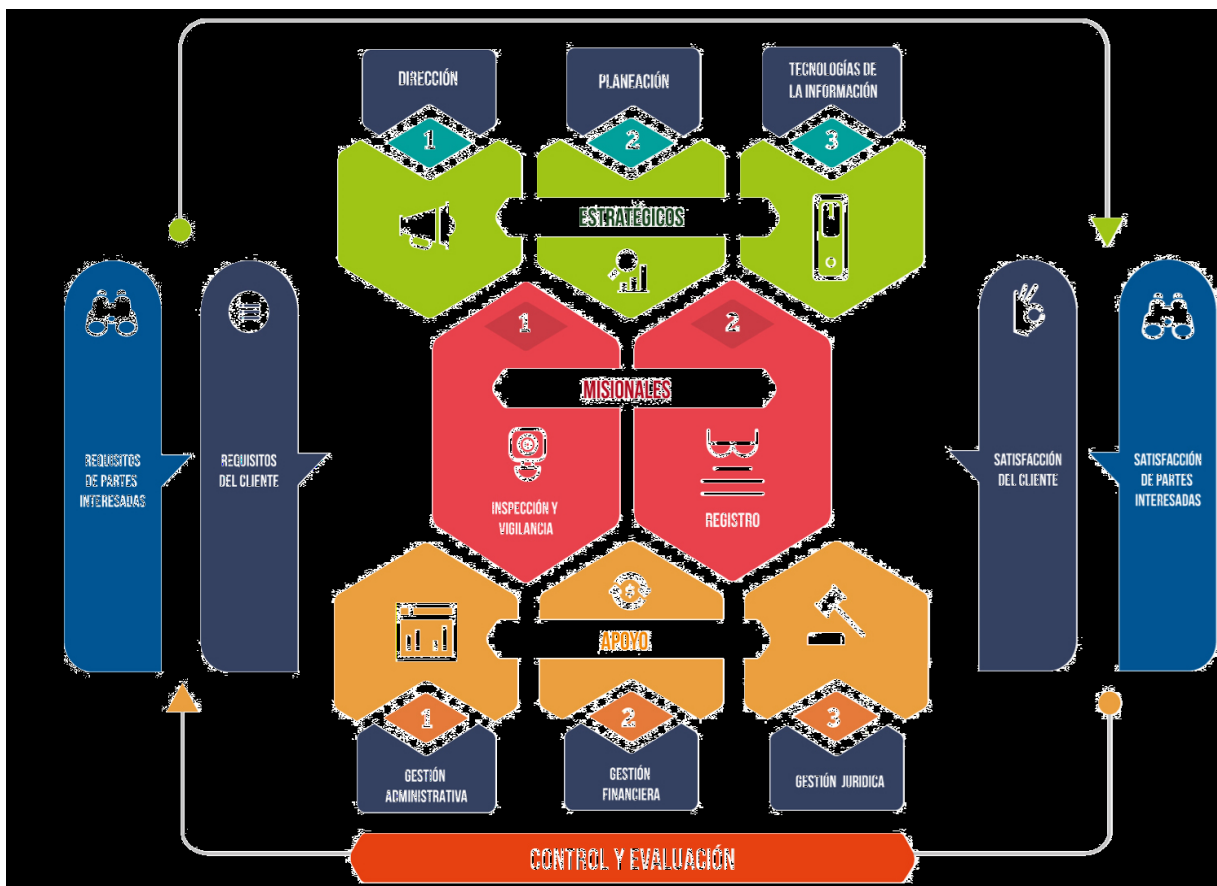 DIRECCIÓN
PLANEACIÓN
TECNOLOGÍAS DE
LA INFORMACIÓN
1
2
3
ESTRATÉGICOS
1
2
MISIONALES
REQUISITOS
DE PARTES
INTERESADAS
REQUISITOS
DEL CLIENTE
INSPECCIÓN Y
VIGILANCIA
REGISTRO
SATISFACCIÓN
DEL CLIENTE
SATISFACCIÓN
DE PARTES
INTERESADAS
APOYO
1
2
3
GESTIÓN
ADMINISTRATIVA
GESTIÓN
FINANCIERA
GESTIÓN JURIDICA
CONTROL Y EVALUACIÓN